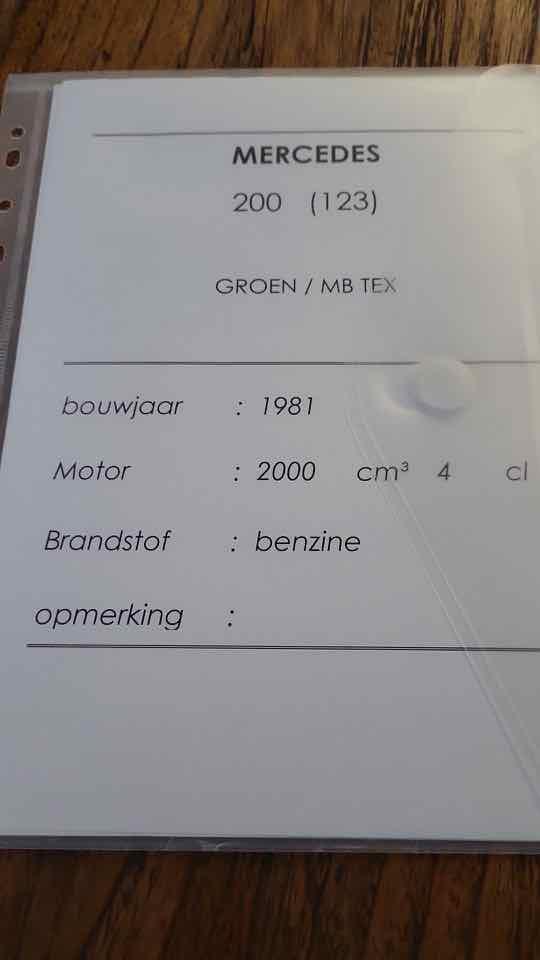 MERCEDES
200 (123)
GROEN / MB TEX
bouwjaar : 1981
Motor : 2000 cm³ 4 cl
Brandstof : benzine
opmerking :